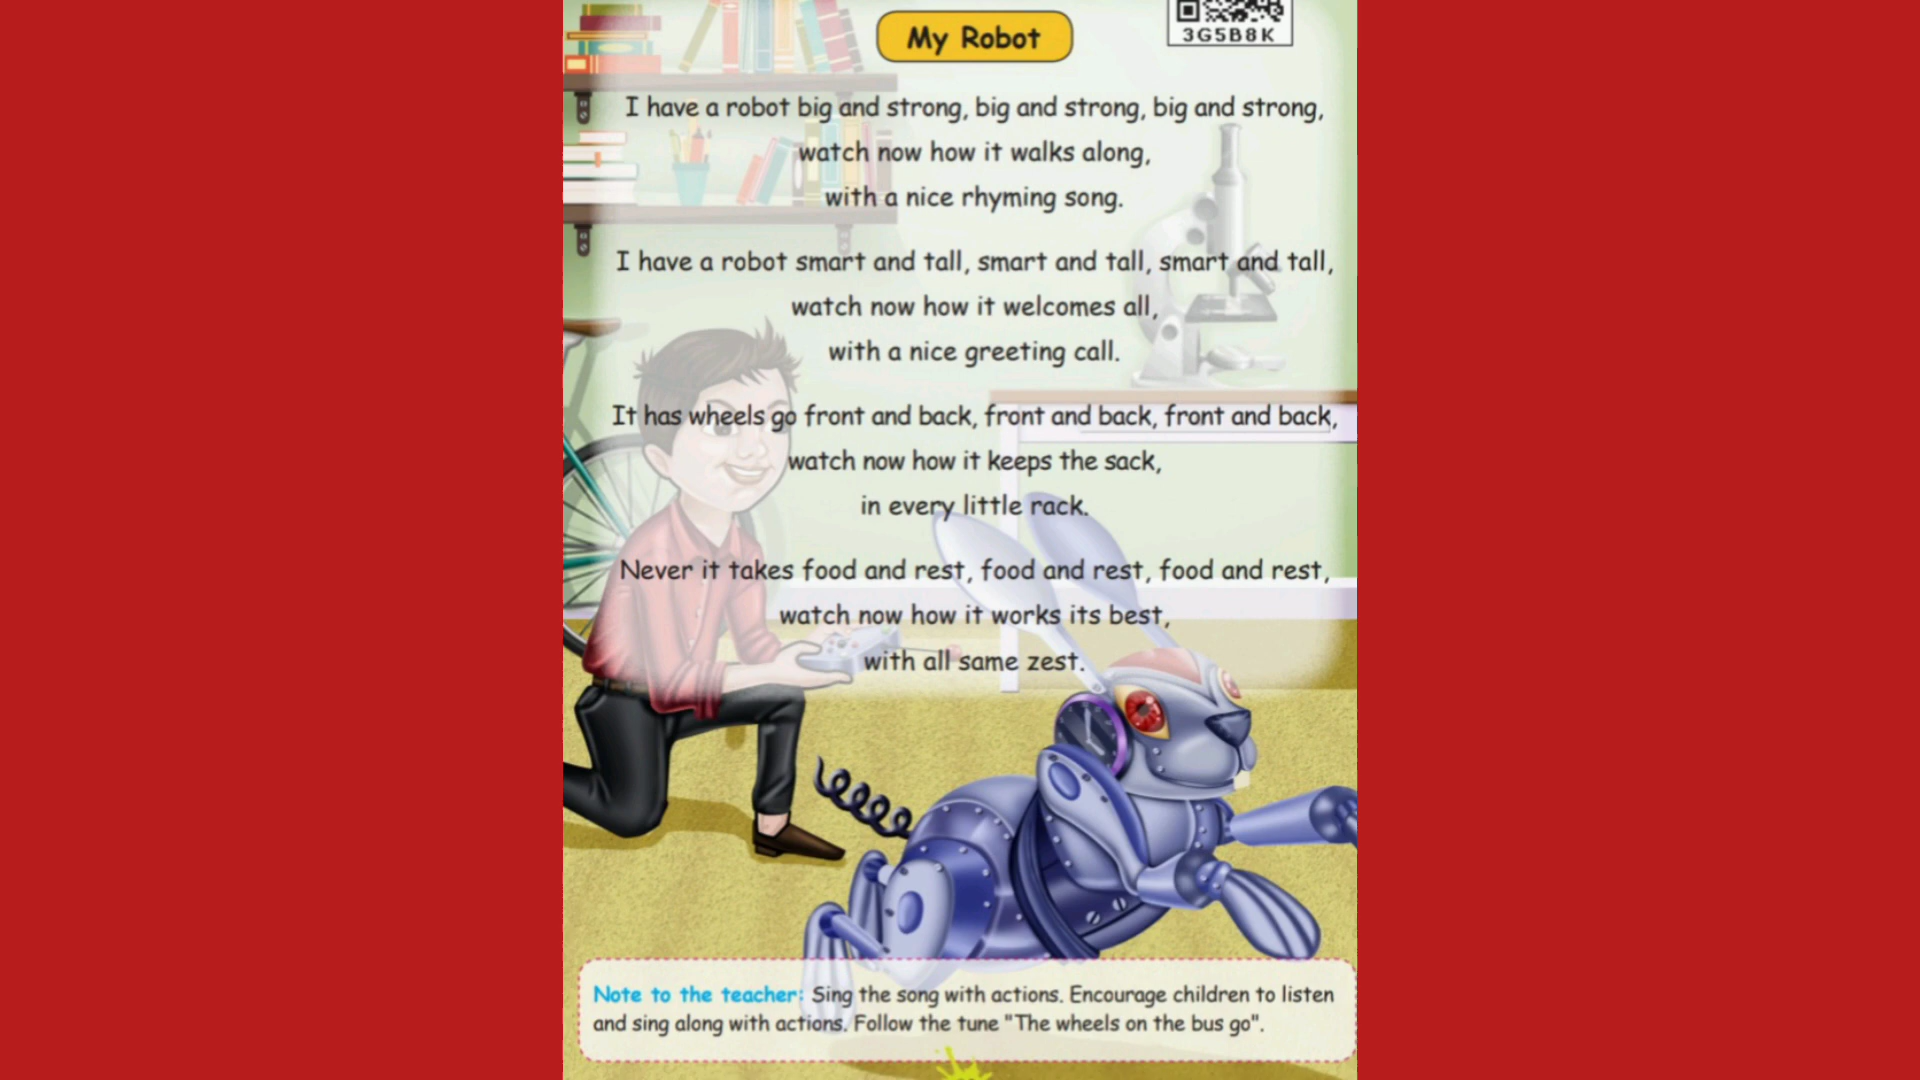 My Robot
3G5B8K
I have a robot big and strong, big and strong, big and strong,
watch now how it walks along,
with a nice rhyming song.
I have a robot smart and tall, smart and tall, smart and tall,
watch now how it welcomes all,
with a nice greeting call.
It has wheels go front and back, front and back, front and back,
watch now how it keeps the sack,
in every little rack.
Never it takes food and rest, food and rest, food and rest,
watch now how it works its best,
with all same zest.
Note to the teacher: Sing the song with actions. Encourage children to listen
and sing along with actions. Follow the tune "The wheels on the bus go".